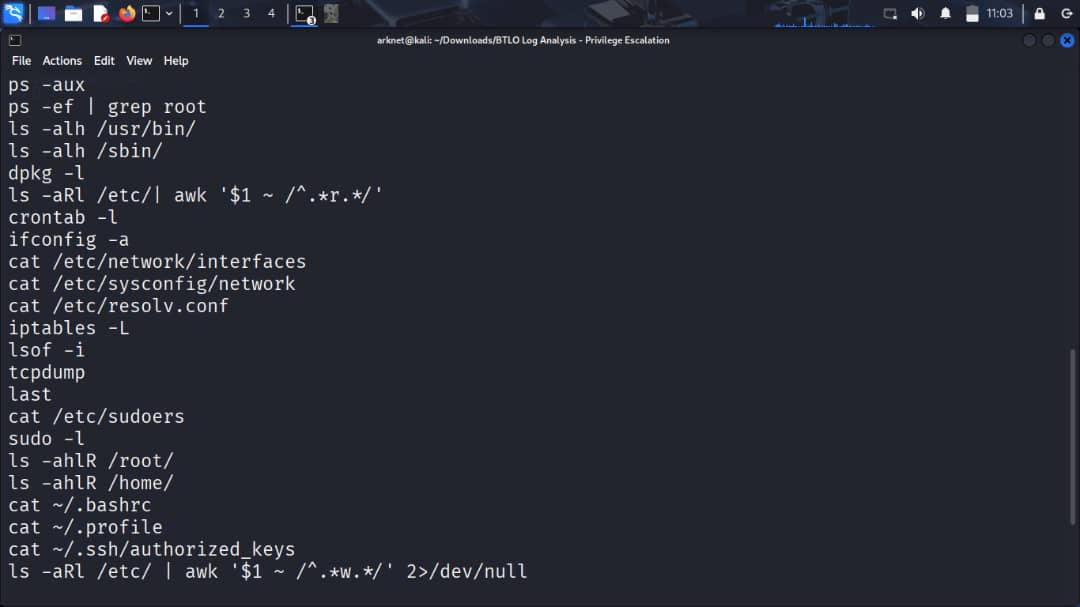 1 2 3 4 3 11:03
arknet@kali: ~/Downloads/BTLO Log Analysis - Privilege Escalation
File Actions Edit View Help
ps -aux
ps -ef | grep root
ls -alh /usr/bin/
ls -alh /sbin/
dpkg -l
ls -aRl /etc/| awk '$1 ~ /^.*r.*/'
crontab -l
ifconfig -a
cat /etc/network/interfaces
cat /etc/sysconfig/network
cat /etc/resolv.conf
iptables -L
lsof -i
tcpdump
last
cat /etc/sudoers
sudo -l
ls -ahlR /root/
ls -ahlR /home/
cat ~/.bashrc
cat ~/.profile
cat ~/.ssh/authorized_keys
ls -aRl /etc/ | awk '$1 ~ /^.*w.*/' 2>/dev/null